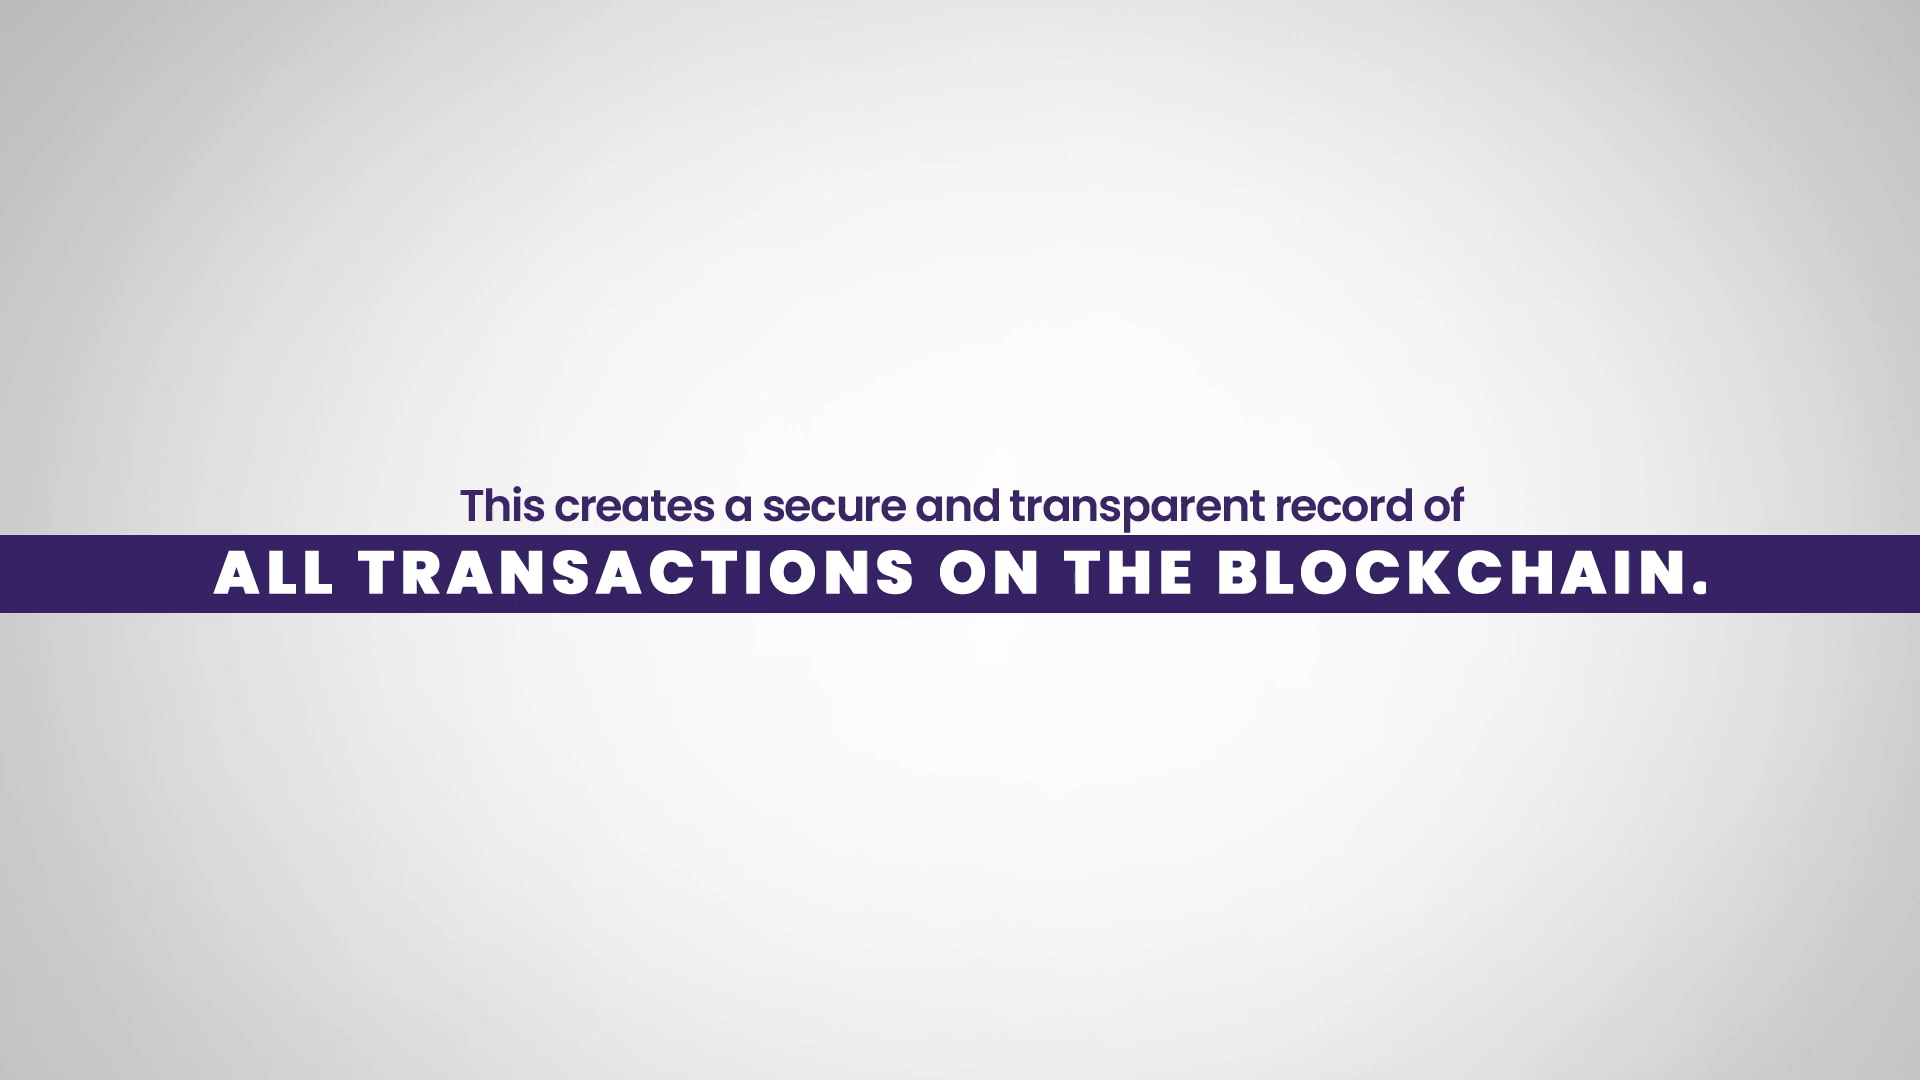 This creates a secure and transparent record of
ALL TRANSACTIONS ON THE BLOCKCHAIN.